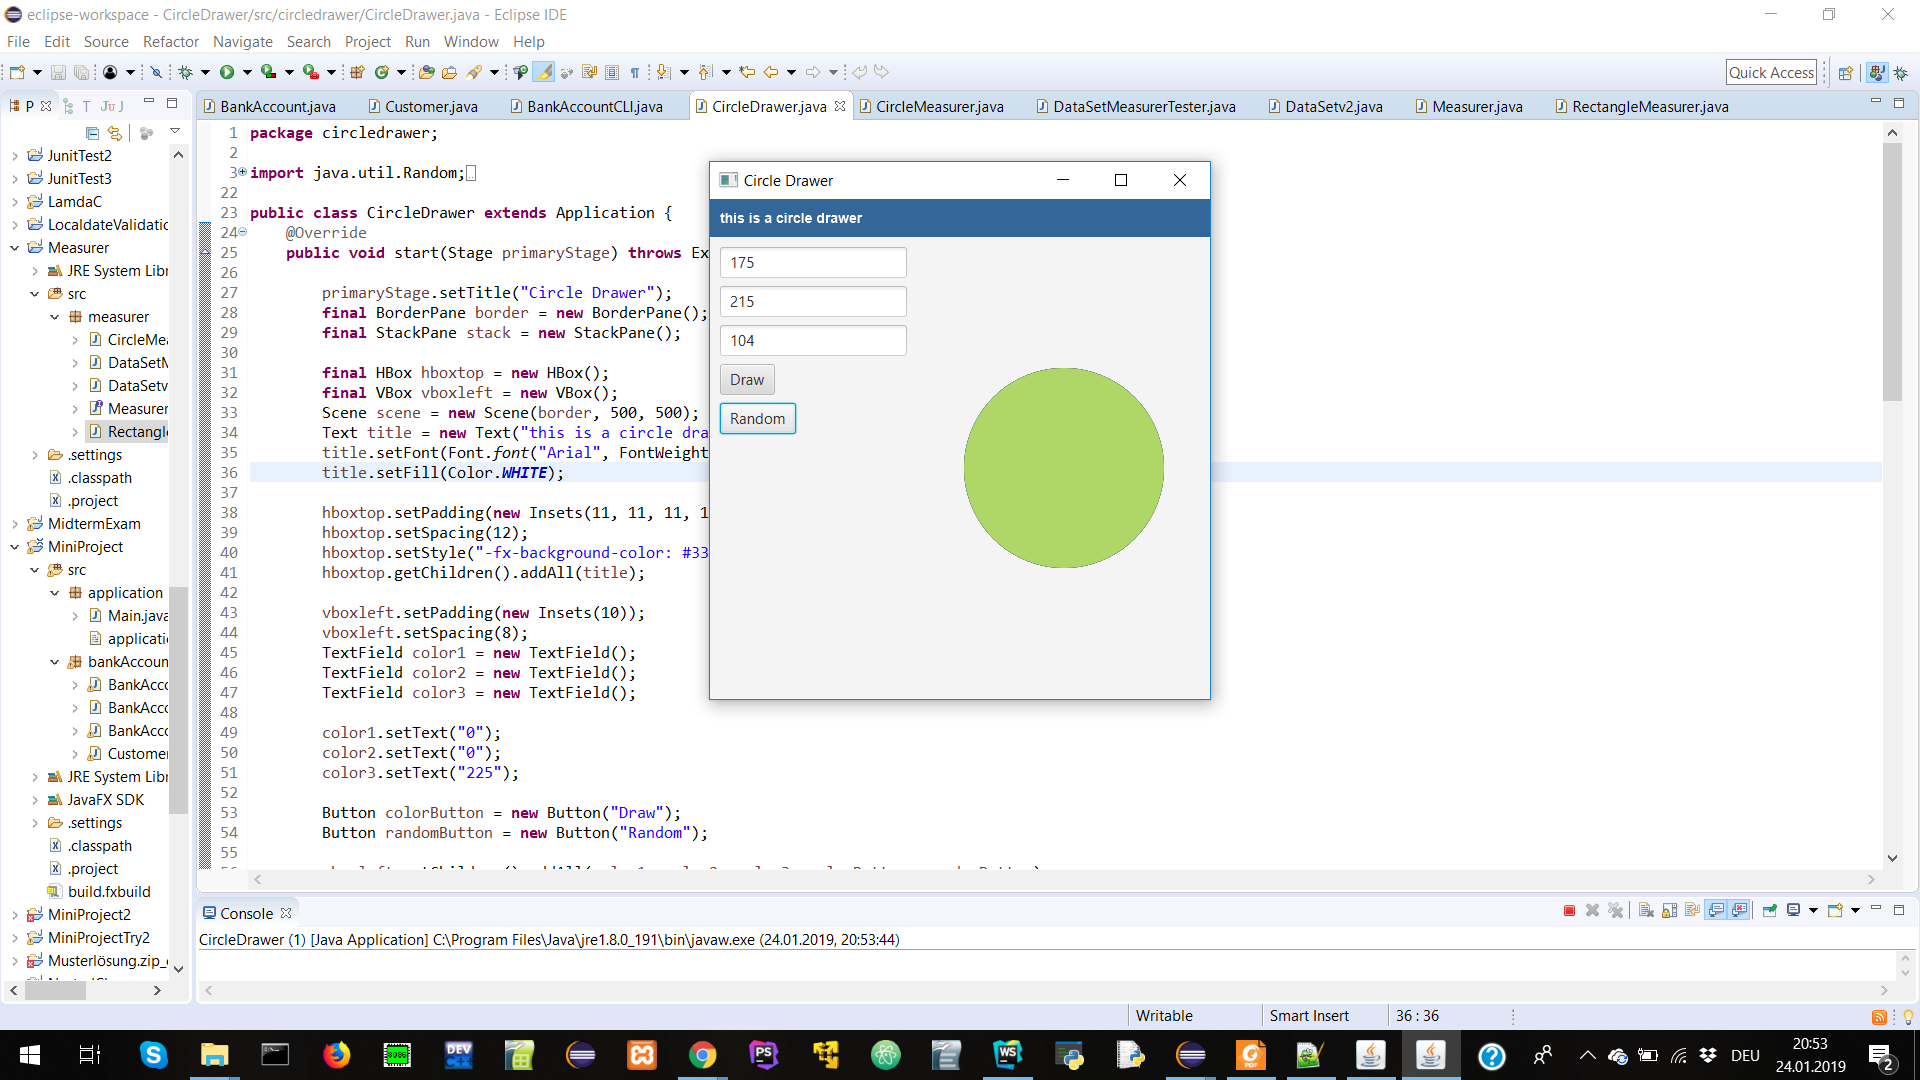 eclipse-workspace - CircleDrawer/src/circledrawer/CircleDrawer.java - Eclipse IDE
File Edit Source Refactor Navigate Search Project Run Window Help
Quick Access
P T Ju J
BankAccount.java Customer.java BankAccountCLI.java CircleDrawer.java CircleMeasurer.java DataSetMeasurerTester.java DataSetv2.java Measurer.java RectangleMeasurer.java
JunitTest2
JunitTest3
LamdaC
LocaldateValidatic
Measurer
JRE System Libr
src
measurer
CircleMea
DataSetM
DataSetv
Measurer
Rectangle
.settings
.classpath
.project
MidtermExam
MiniProject
src
application
Main.java
applicatio
bankAccoun
BankAcco
BankAcco
BankAcco
Customer
JRE System Libr
JavaFX SDK
.settings
.classpath
.project
build.fxbuild
MiniProject2
MiniProjectTry2
Musterlösung.zip_
1 package circledrawer;
2
3 import java.util.Random;
22
23 public class CircleDrawer extends Application {
24 @Override
25 public void start(Stage primaryStage) throws Ex
26
27 primaryStage.setTitle("Circle Drawer");
28 final BorderPane border = new BorderPane();
29 final StackPane stack = new StackPane();
30
31 final HBox hboxtop = new HBox();
32 final VBox vboxleft = new VBox();
33 Scene scene = new Scene(border, 500, 500);
34 Text title = new Text("this is a circle dra
35 title.setFont(Font.font("Arial", FontWeight
36 title.setFill(Color.WHITE);
37
38 hboxtop.setPadding(new Insets(11, 11, 11, 1
39 hboxtop.setSpacing(12);
40 hboxtop.setStyle("-fx-background-color: #33
41 hboxtop.getChildren().addAll(title);
42
43 vboxleft.setPadding(new Insets(10));
44 vboxleft.setSpacing(8);
45 TextField color1 = new TextField();
46 TextField color2 = new TextField();
47 TextField color3 = new TextField();
48
49 color1.setText("0");
50 color2.setText("0");
51 color3.setText("225");
52
53 Button colorButton = new Button("Draw");
54 Button randomButton = new Button("Random");
55
Circle Drawer
this is a circle drawer
175
215
104
Draw
Random
Console
CircleDrawer (1) [Java Application] C:\Program Files\Java\jre1.8.0_191\bin\javaw.exe (24.01.2019, 20:53:44)
Writable Smart Insert 36 : 36
DEU
20:53
24.01.2019
2